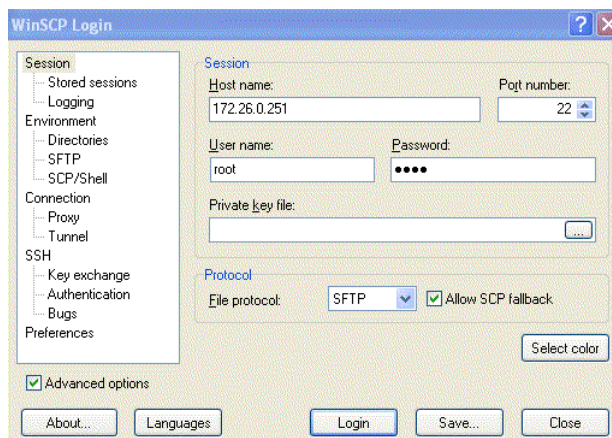 WinSCP Login
Session
Stored sessions
Logging
Environment
Directories
SFTP
SCP/Shell
Connection
Proxy
Tunnel
SSH
Key exchange
Authentication
Bugs
Preferences
Advanced options
Session
Host name: Port number:
172.26.0.251 22
User name: Password:
root ●●●●
Private key file:
...
Protocol
File protocol: SFTP Allow SCP fallback
Select color
About... Languages Login Save... Close